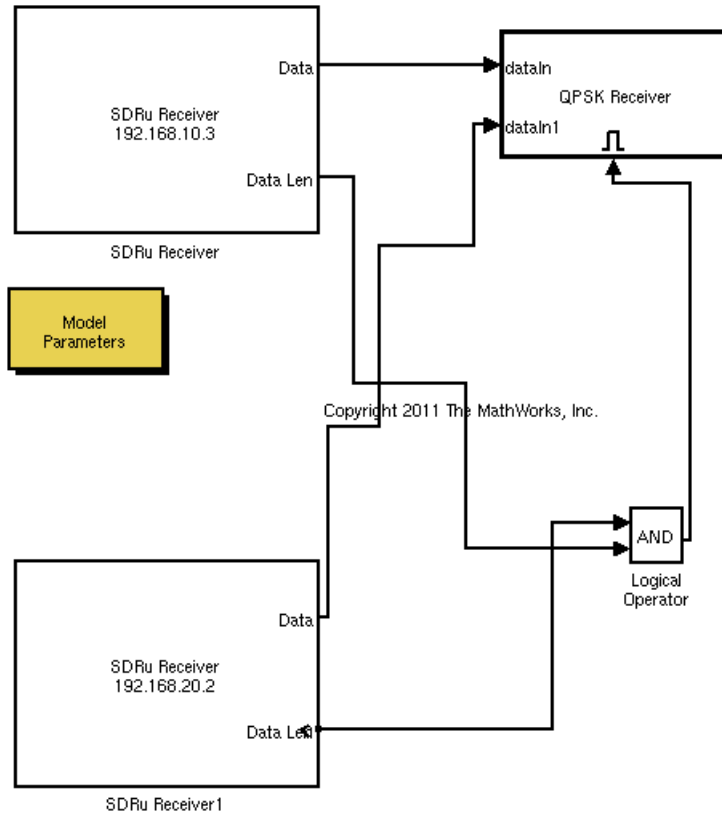 Data
dataIn
QPSK Receiver
SDRu Receiver
192.168.10.3
dataIn1
Data Len
SDRu Receiver
Model
Parameters
Copyright 2011 The MathWorks, Inc.
AND
Logical
Operator
Data
SDRu Receiver
192.168.20.2
Data Len
SDRu Receiver1